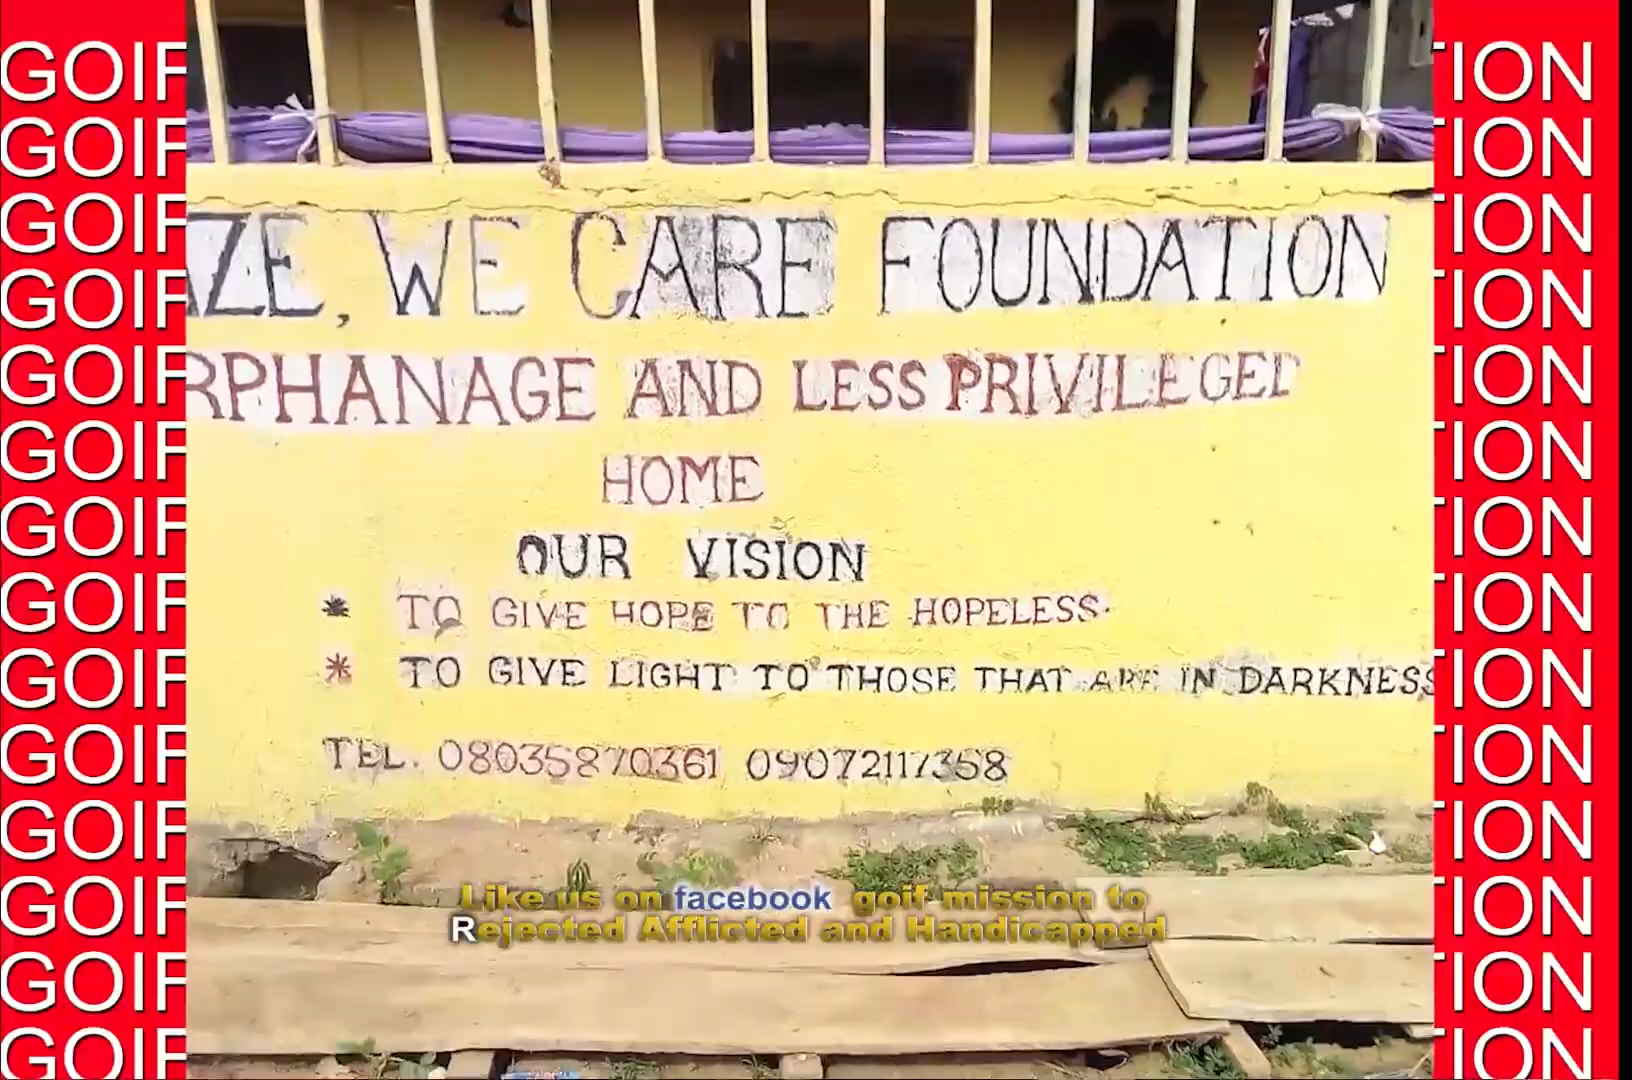 AZE, WE CARE FOUNDATION
RPHANAGE AND LESS PRIVILEGED
HOME
OUR VISION
* TO GIVE HOPE TO THE HOPELESS.
* TO GIVE LIGHT TO THOSE THAT ARE IN DARKNESS
TEL. 08035870361 09072117358
Like us on facebook goif mission to
Rejected Afflicted and Handicapped
GOIF TION
GOIF TION
GOIF TION
GOIF TION
GOIF TION
GOIF TION
GOIF TION
GOIF TION
GOIF TION
GOIF TION
GOIF TION
GOIF TION
GOIF TION
GOIF TION